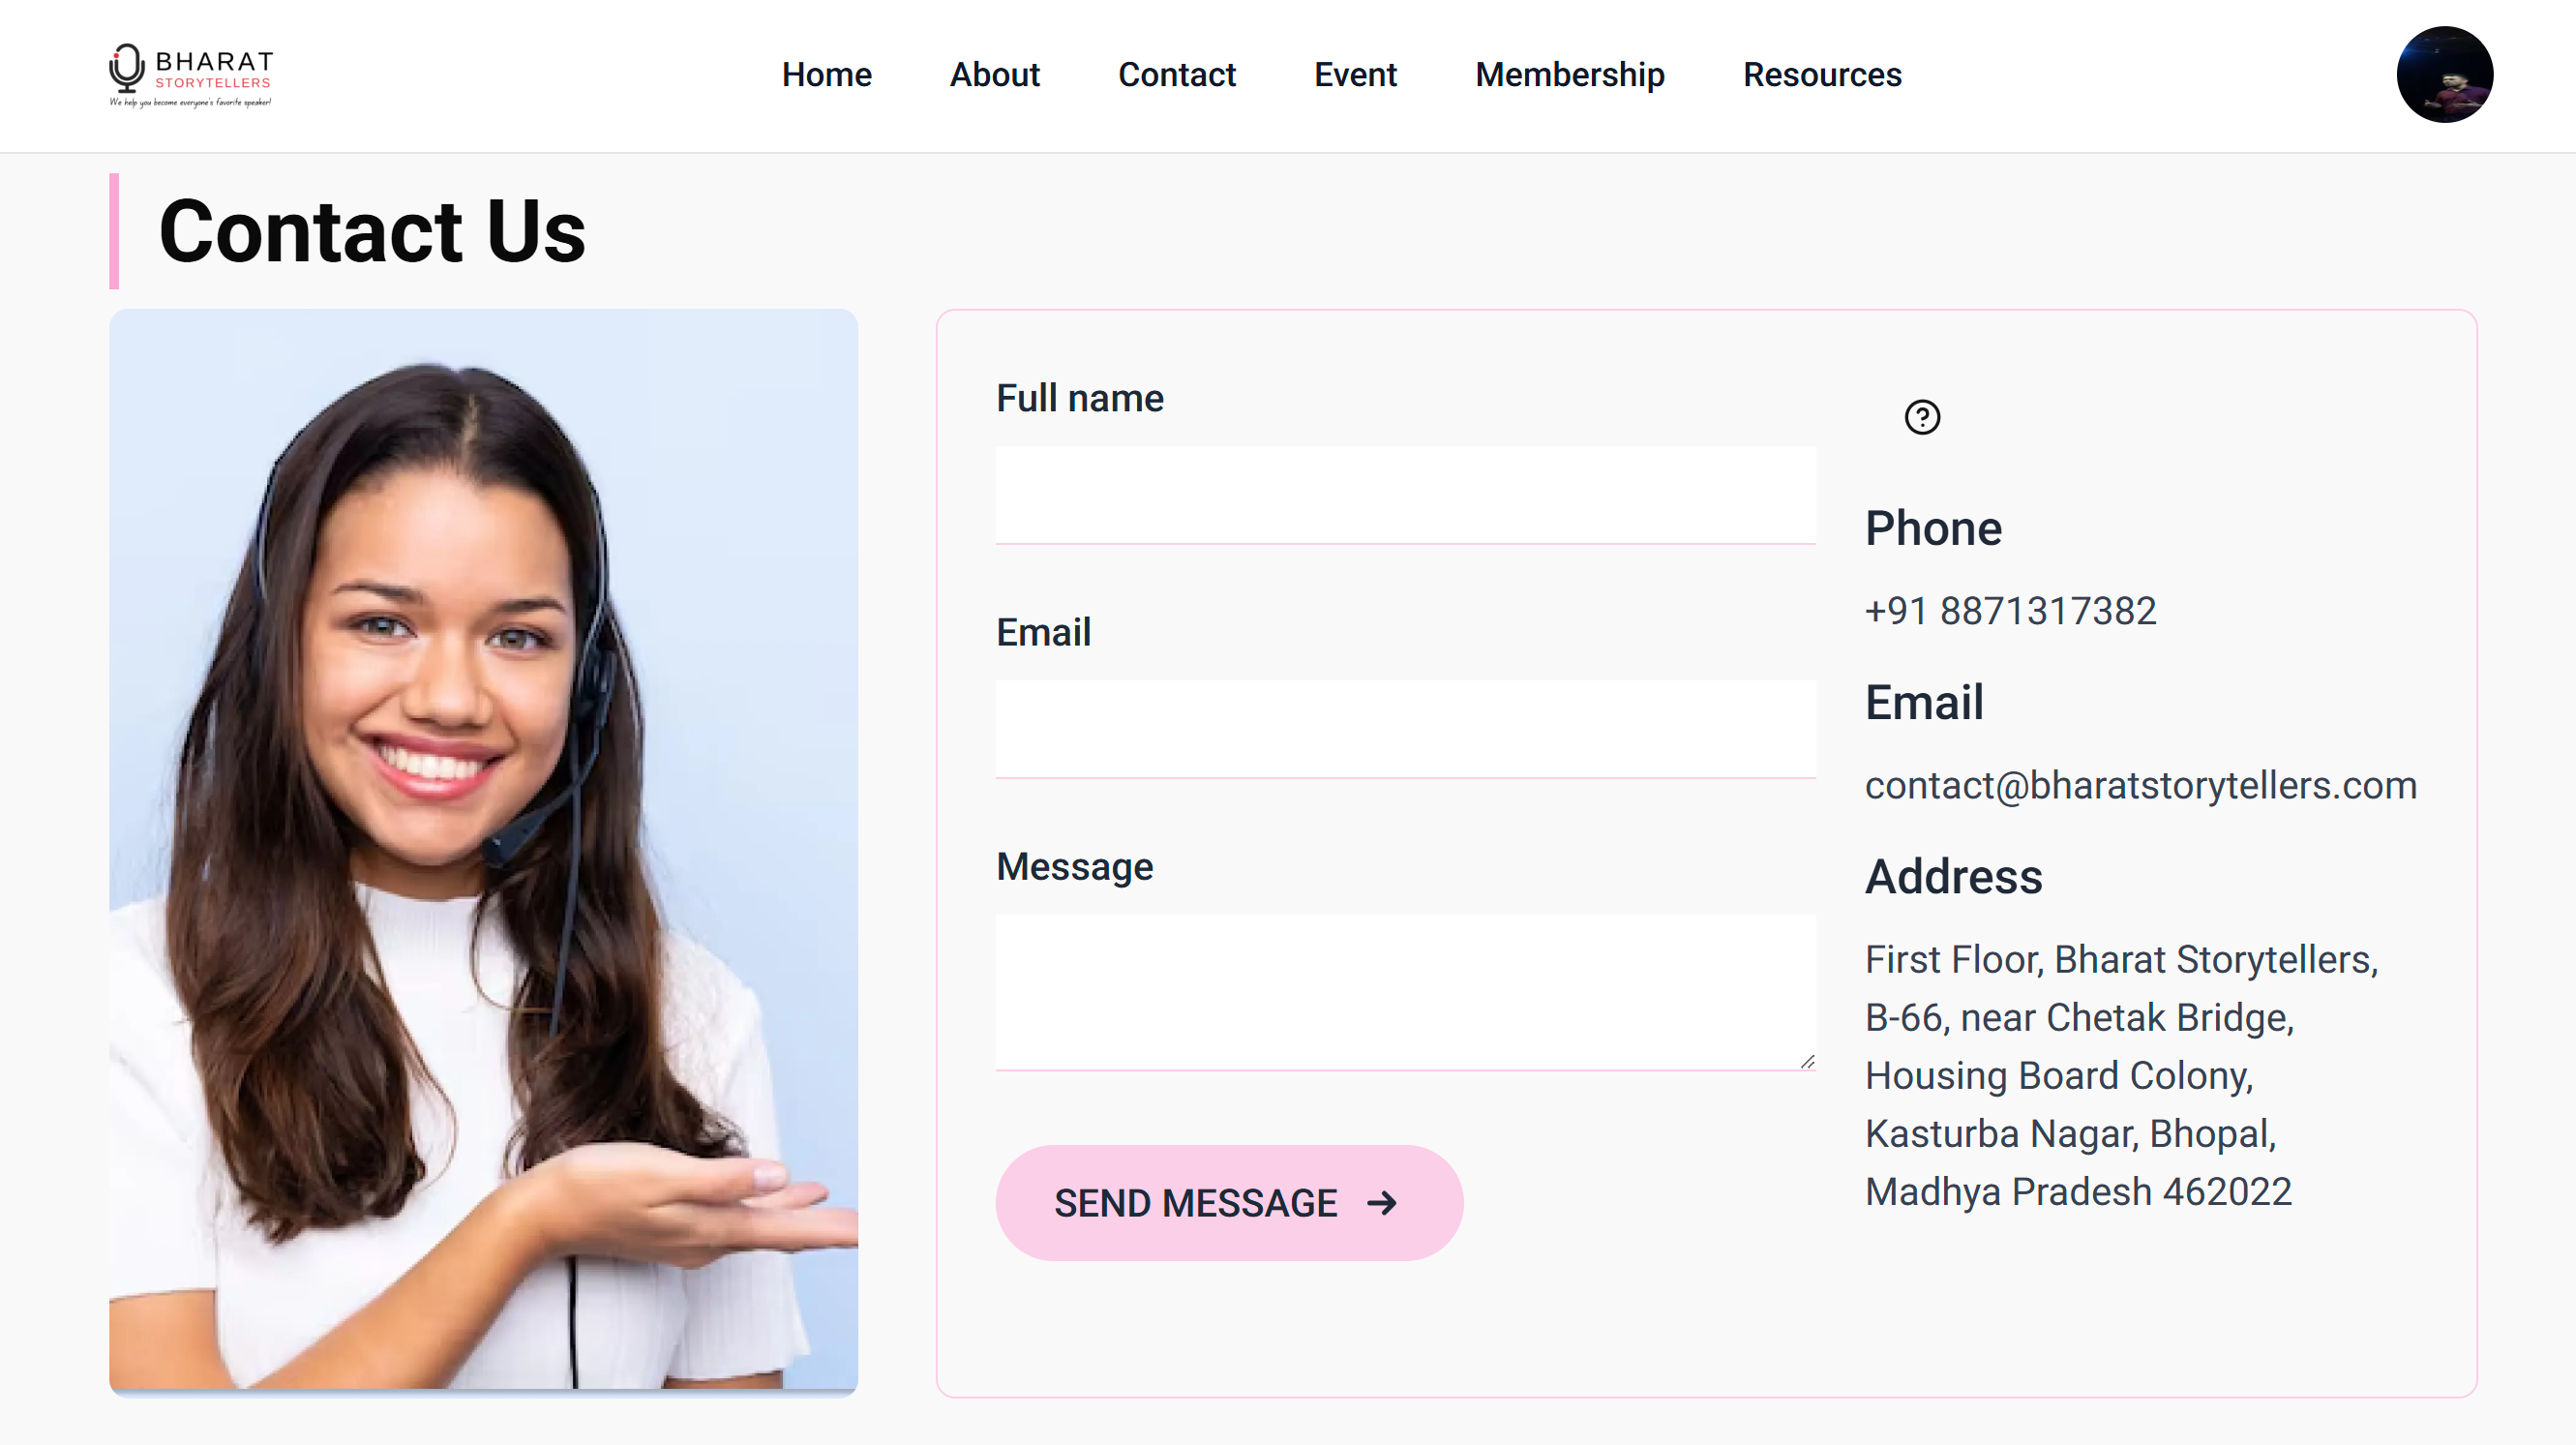 BHARAT
STORYTELLERS
We help you become everyone's favorite speaker!
Home
About
Contact
Event
Membership
Resources
Contact Us
Full name
Email
Message
SEND MESSAGE →
?
Phone
+91 8871317382
Email
contact@bharatstorytellers.com
Address
First Floor, Bharat Storytellers,
B-66, near Chetak Bridge,
Housing Board Colony,
Kasturba Nagar, Bhopal,
Madhya Pradesh 462022